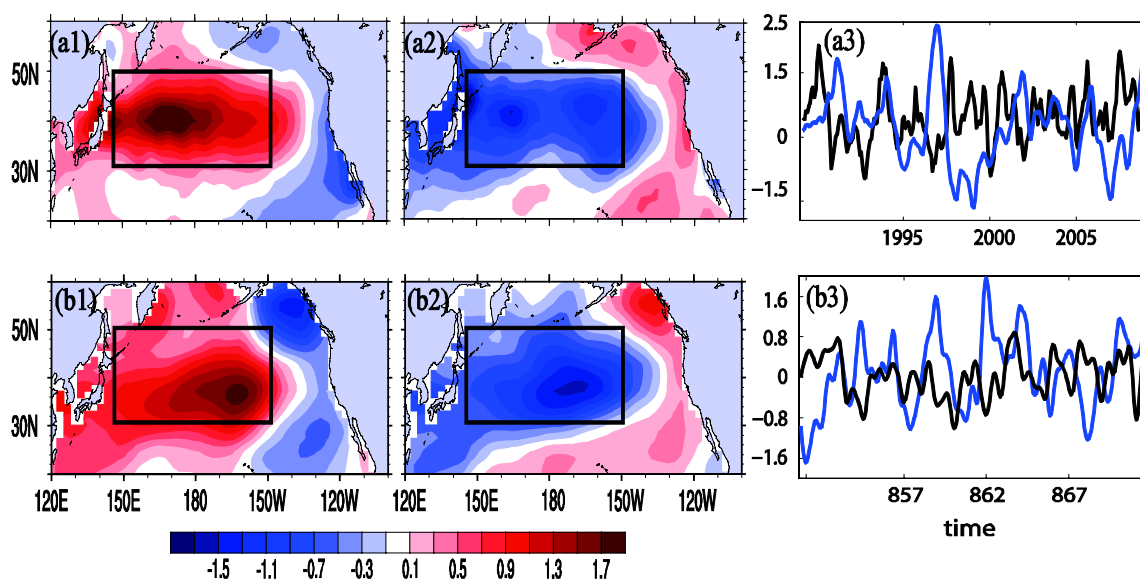 (a1) (a2) (a3)
50N
30N
2.5
1.5
0
-1.5
1995 2000 2005
(b1) (b2) (b3)
50N
30N
1.6
0.8
0
-0.8
-1.6
120E 150E 180 150W 120W 120E 150E 180 150W 120W
857 862 867
time
-1.5 -1.1 -0.7 -0.3 0.1 0.5 0.9 1.3 1.7